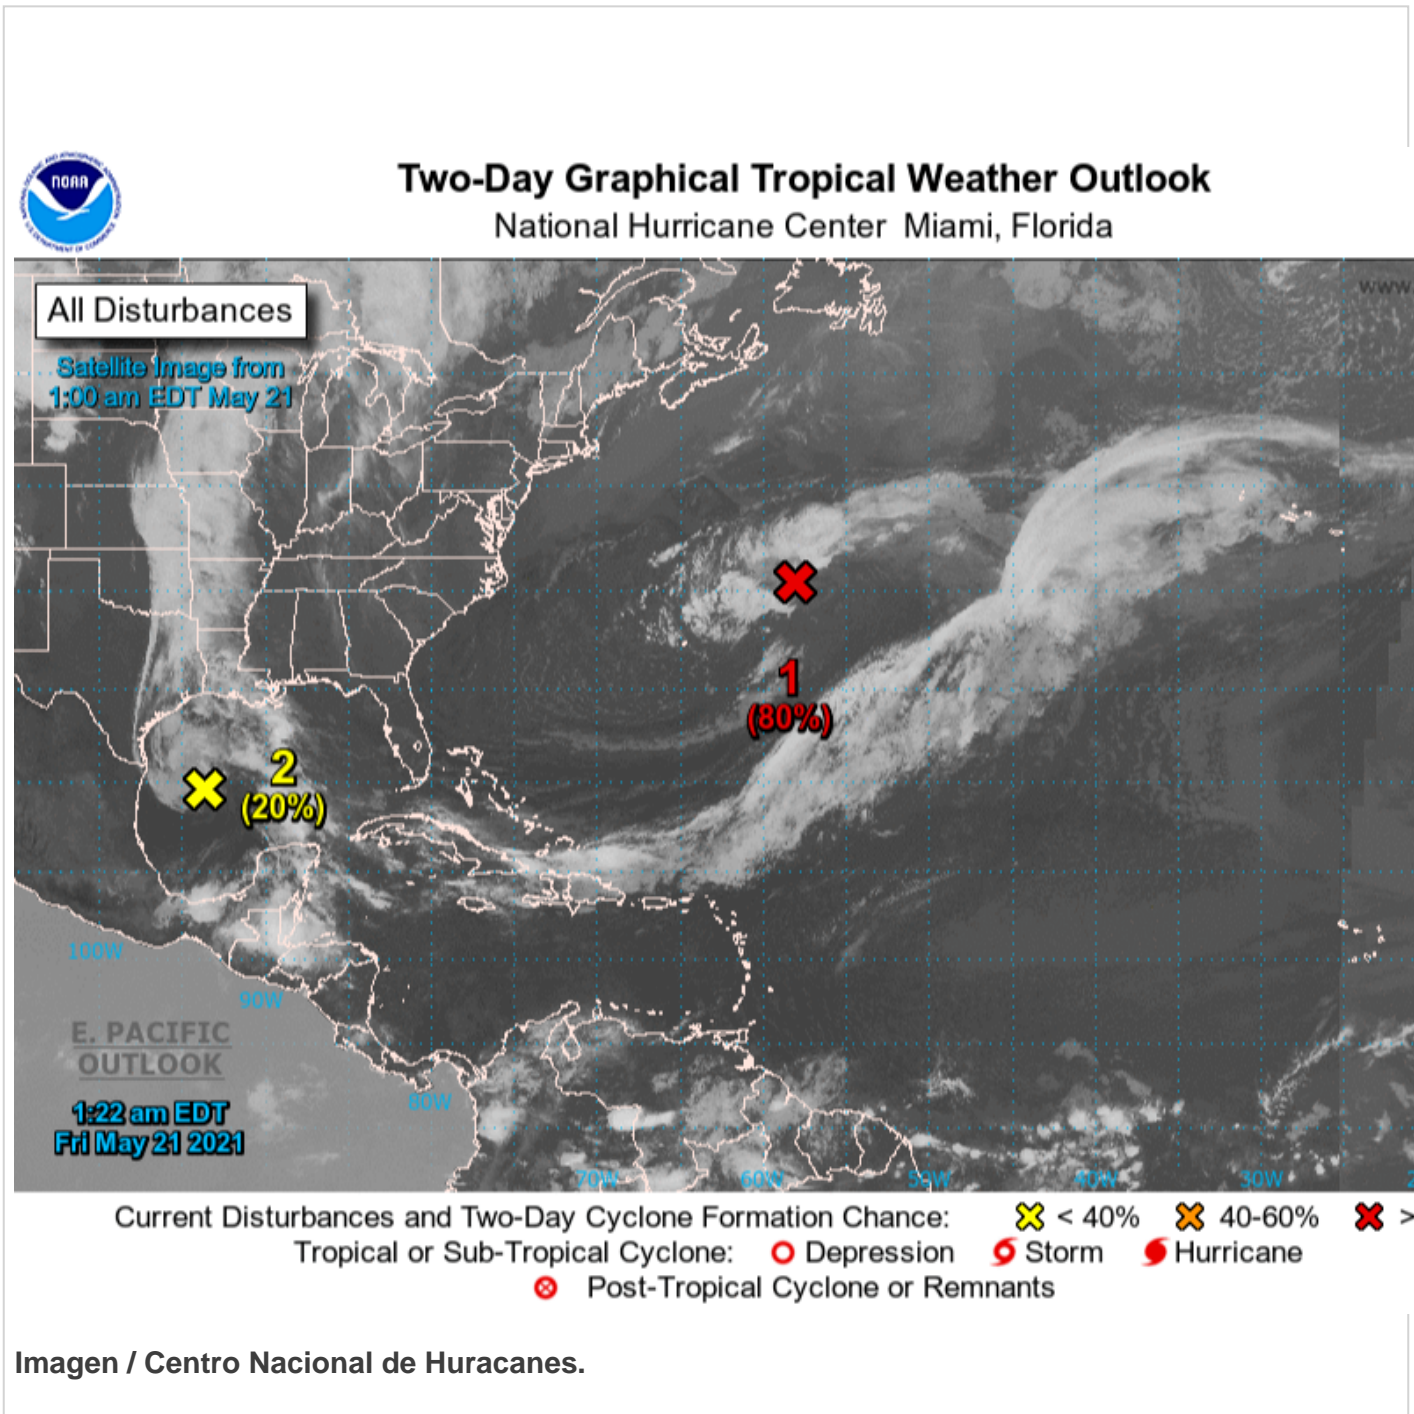 NOAA
Two-Day Graphical Tropical Weather Outlook
National Hurricane Center Miami, Florida
www.
All Disturbances
Satellite Image from
1:00 am EDT May 21
1
(80%)
2
(20%)
100W
90W
E. PACIFIC
OUTLOOK
80W
1:22 am EDT
Fri May 21 2021
70W 60W 50W 40W 30W 2
Current Disturbances and Two-Day Cyclone Formation Chance: < 40% 40-60% >
Tropical or Sub-Tropical Cyclone: Depression Storm Hurricane
Post-Tropical Cyclone or Remnants
Imagen / Centro Nacional de Huracanes.